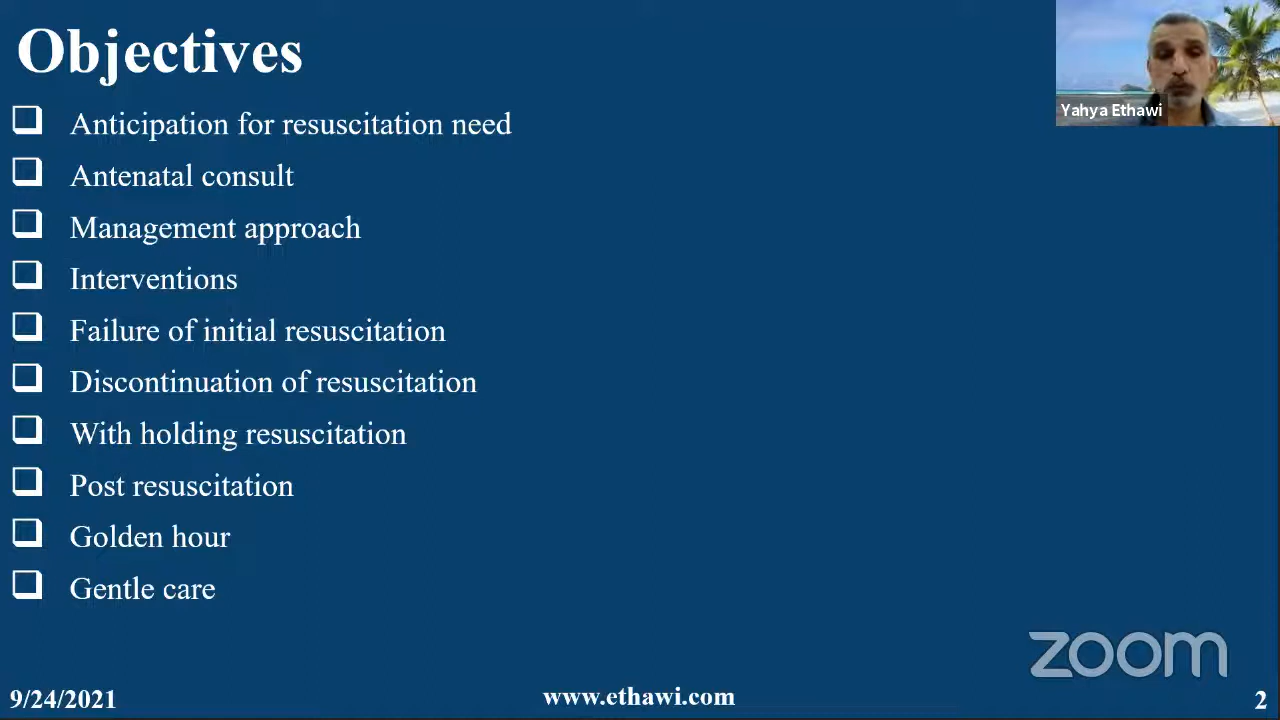 Objectives
Yahya Ethawi
Anticipation for resuscitation need
Antenatal consult
Management approach
Interventions
Failure of initial resuscitation
Discontinuation of resuscitation
With holding resuscitation
Post resuscitation
Golden hour
Gentle care
zoom
9/24/2021
www.ethawi.com
2